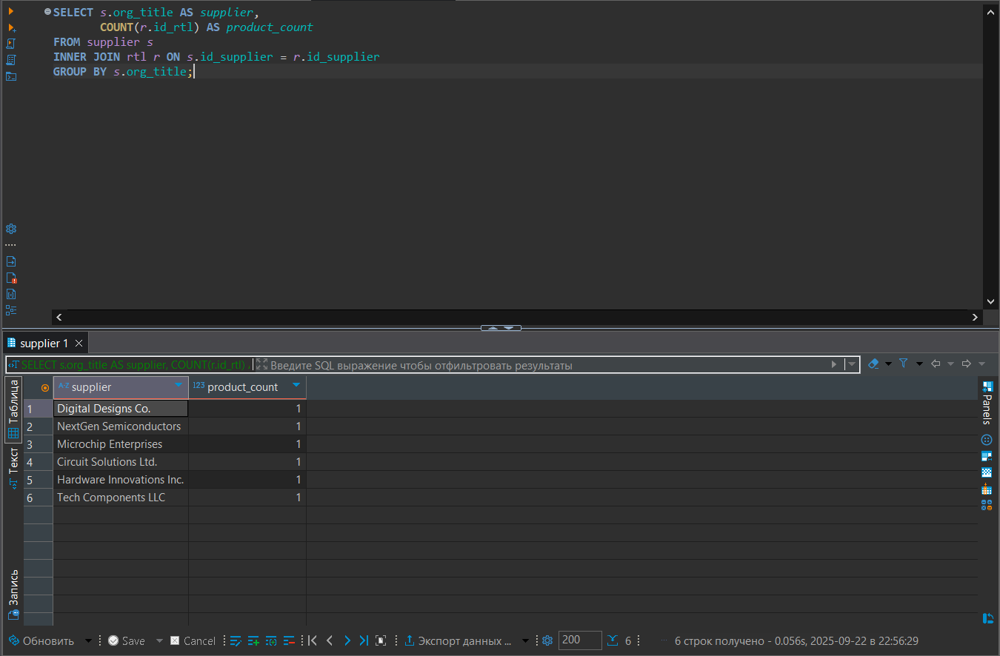 SELECT s.org_title AS supplier,
COUNT(r.id_rtl) AS product_count
FROM supplier s
INNER JOIN rtl r ON s.id_supplier = r.id_supplier
GROUP BY s.org_title;
supplier 1
SELECT s.org_title AS supplier, COUNT(r.id_rtl)
Введите SQL выражение чтобы отфильтровать результаты
Таблица
Текст
Запись
A-Z supplier
123 product_count
1 Digital Designs Co. 1
2 NextGen Semiconductors 1
3 Microchip Enterprises 1
4 Circuit Solutions Ltd. 1
5 Hardware Innovations Inc. 1
6 Tech Components LLC 1
Panels
Обновить
Save
Cancel
Экспорт данных ...
200
6
6 строк получено - 0.056s, 2025-09-22 в 22:56:29